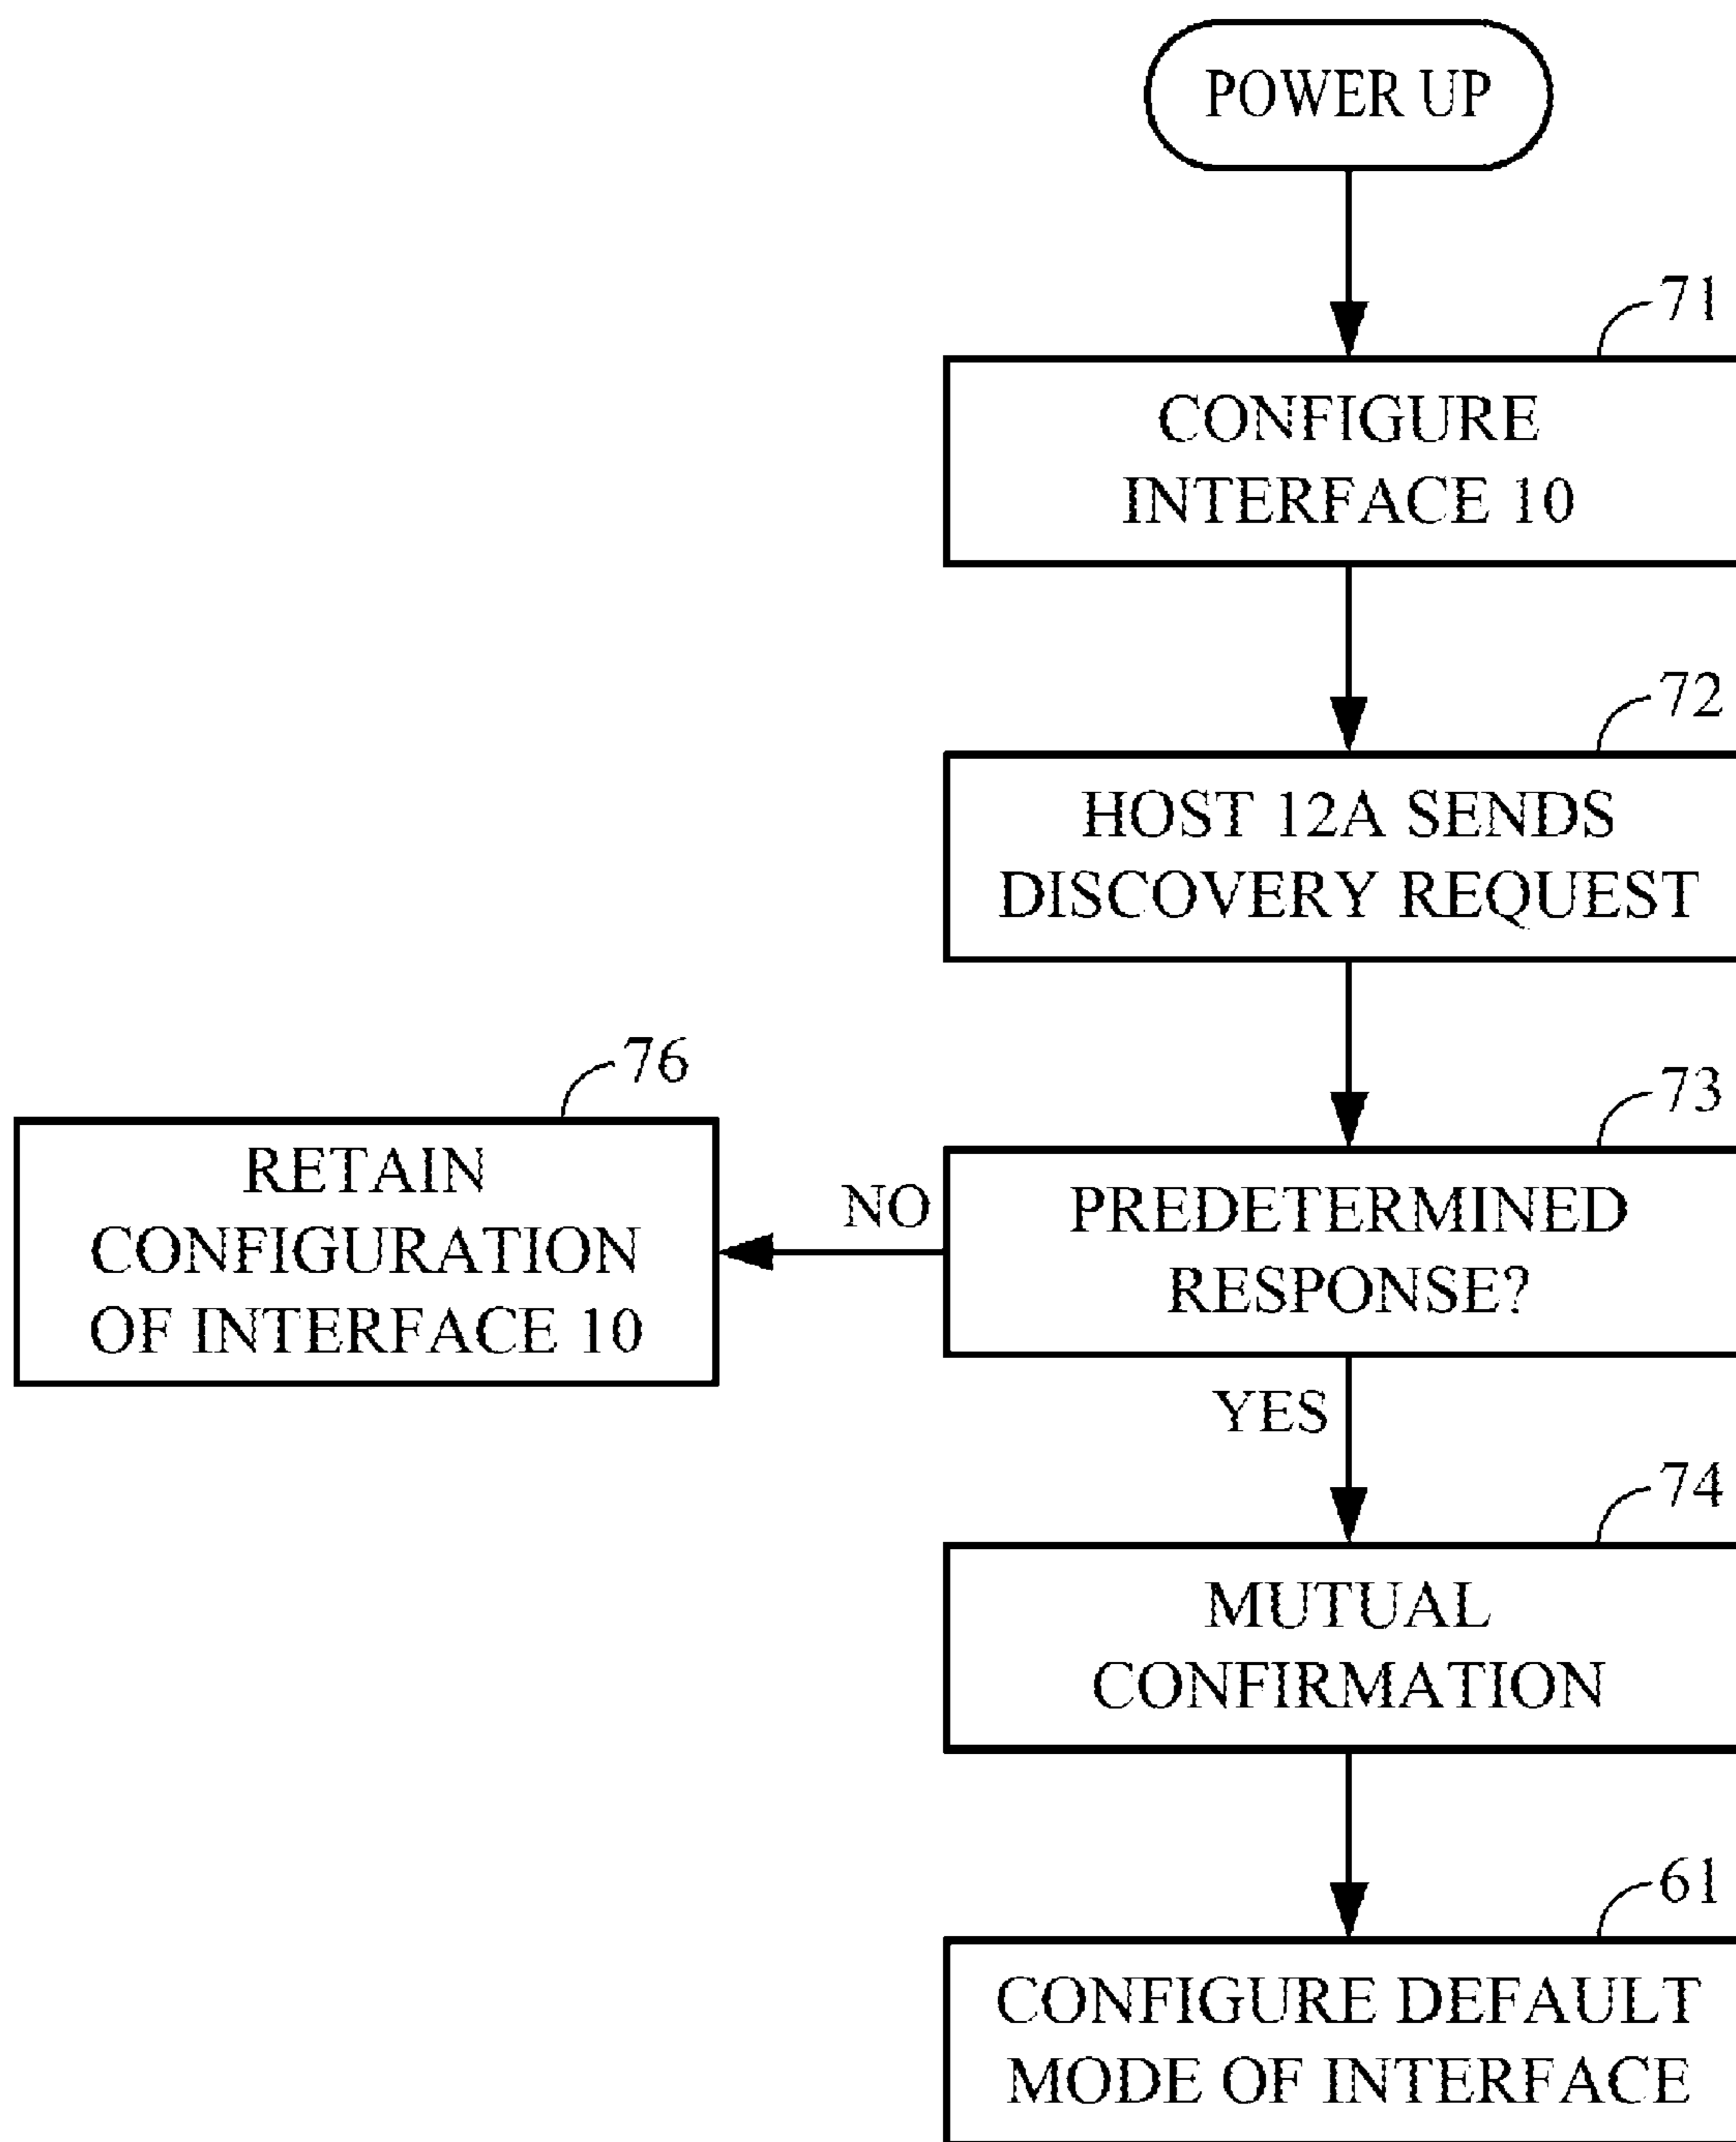 POWER UP
71
CONFIGURE
INTERFACE 10
72
HOST 12A SENDS
DISCOVERY REQUEST
76
RETAIN
CONFIGURATION
OF INTERFACE 10
NO
73
PREDETERMINED
RESPONSE?
YES
74
MUTUAL
CONFIRMATION
61
CONFIGURE DEFAULT
MODE OF INTERFACE